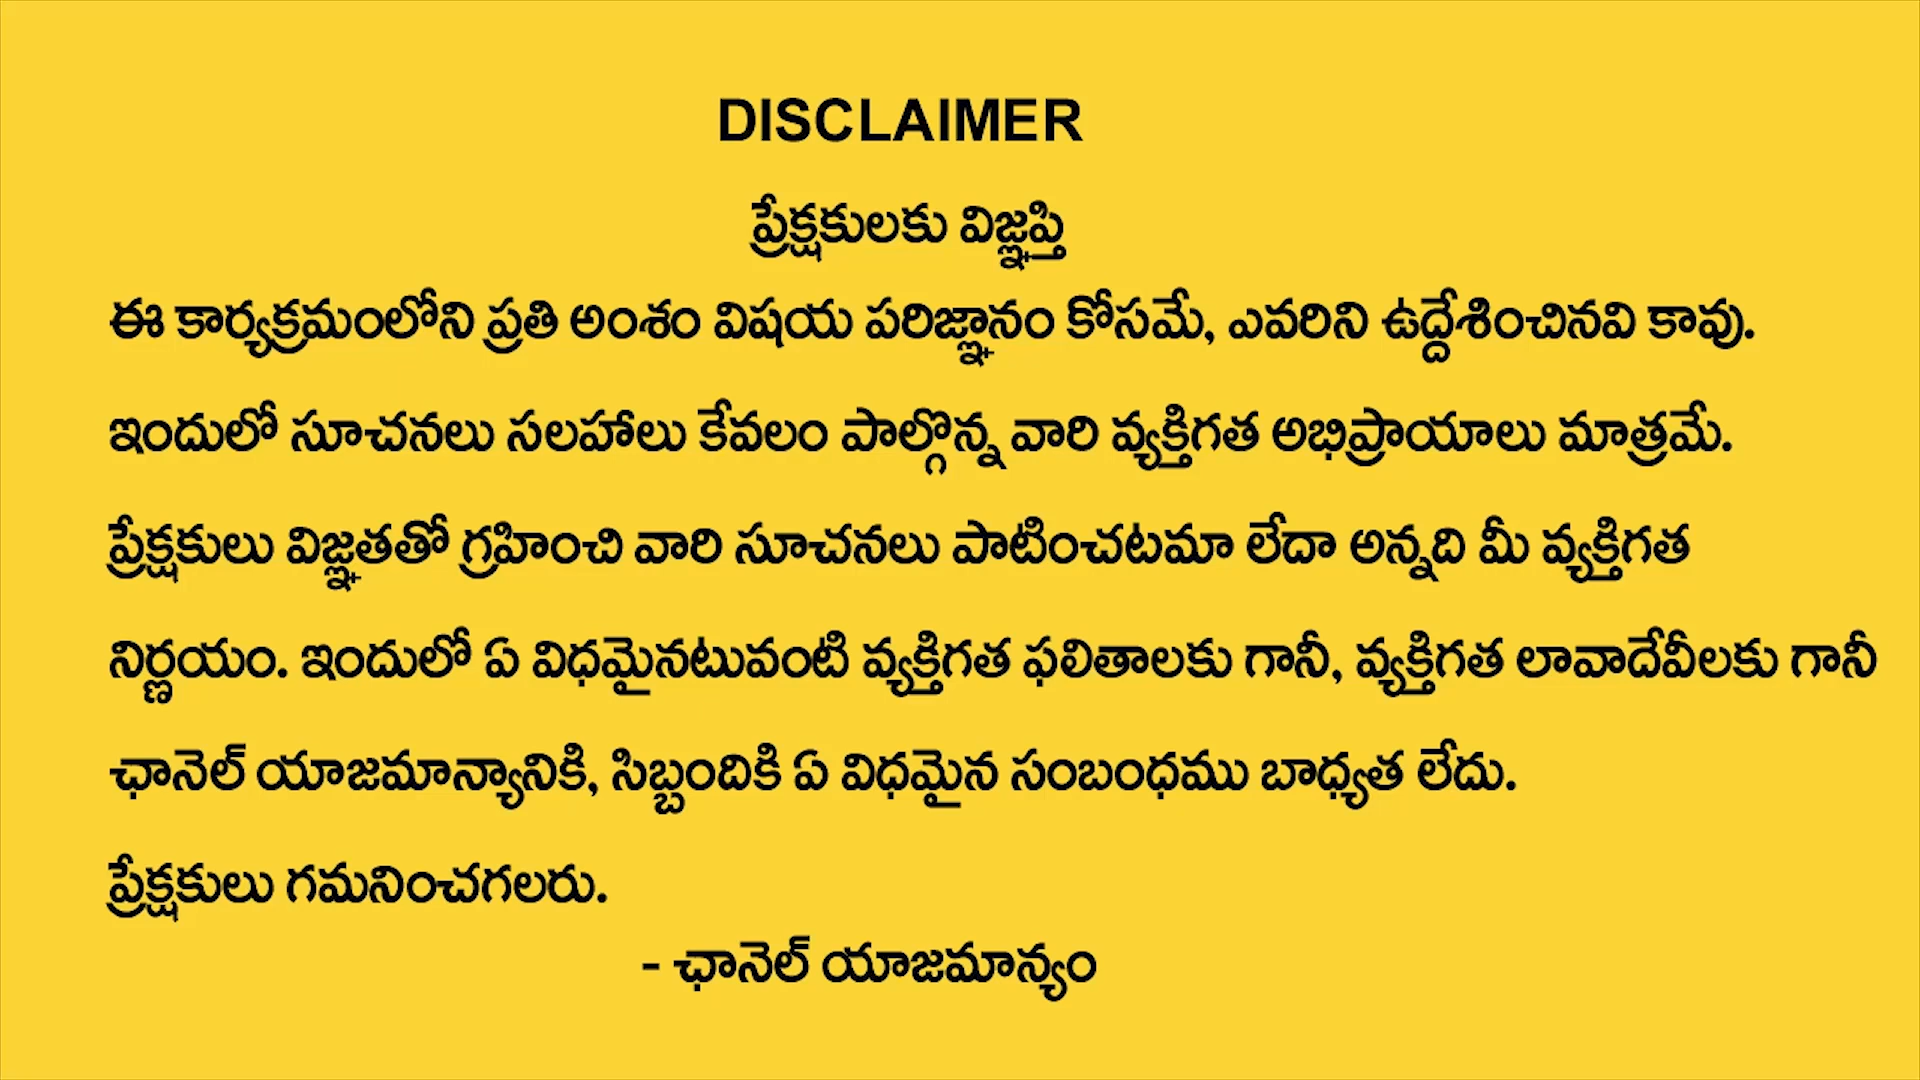 DISCLAIMER
ప్రేక్షకులకు విజ్ఞప్తి
ఈ కార్యక్రమంలోని ప్రతి అంశం విషయ పరిజ్ఞానం కోసమే, ఎవరిని ఉద్దేశించినవి కావు.
ఇందులో సూచనలు సలహాలు కేవలం పాల్గొన్న వారి వ్యక్తిగత అభిప్రాయాలు మాత్రమే.
ప్రేక్షకులు విజ్ఞతతో గ్రహించి వారి సూచనలు పాటించటమా లేదా అన్నది మీ వ్యక్తిగత
నిర్ణయం. ఇందులో ఏ విధమైనటువంటి వ్యక్తిగత ఫలితాలకు గానీ, వ్యక్తిగత లావాదేవీలకు గానీ
ఛానెల్ యాజమాన్యానికి, సిబ్బందికి ఏ విధమైన సంబంధము బాధ్యత లేదు.
ప్రేక్షకులు గమనించగలరు.
- ఛానెల్ యాజమాన్యం